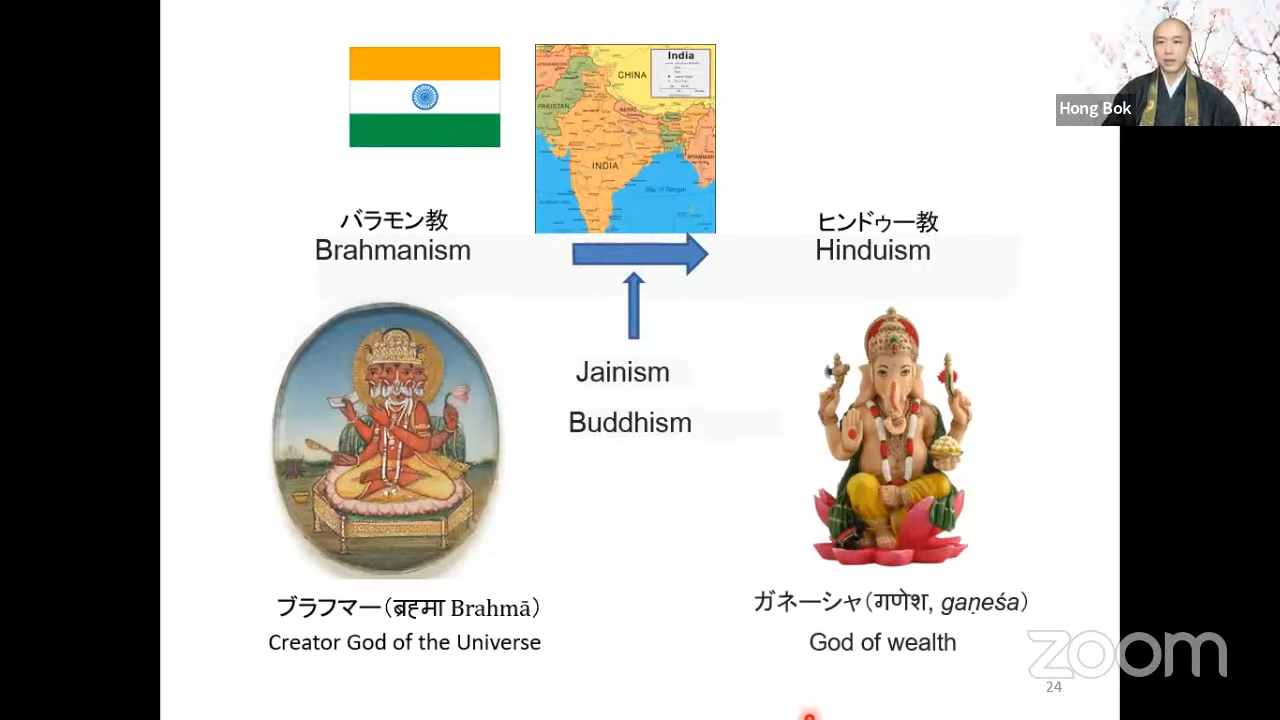 India
CHINA
PAKISTAN
INDIA
MYANMAR
Hong Bok
バラモン教
Brahmanism
ヒンドゥー教
Hinduism
Jainism
Buddhism
ブラフマー(ब्रह्मा Brahmā)
Creator God of the Universe
ガネーシャ(गणेश, gaṇeśa)
God of wealth
zoom
24